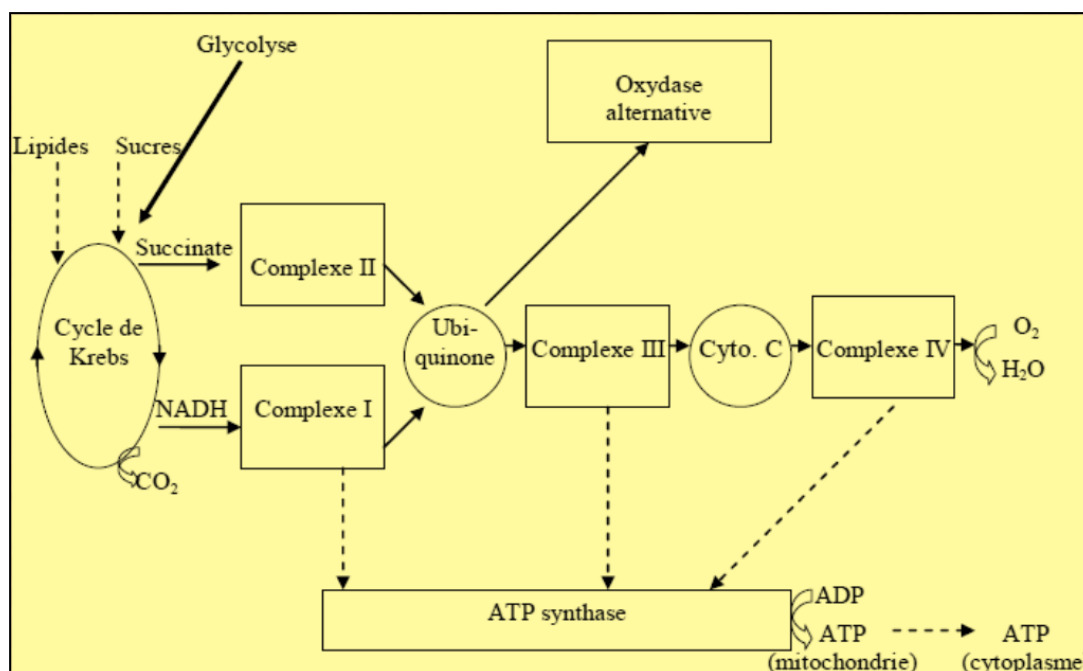 Glycolyse
Oxydase
alternative
Lipides
Sucres
Succinate
Complexe II
Cycle de
Krebs
Ubi-
quinone
Complexe III
Cyto. C
Complexe IV
O₂
H₂O
NADH
Complexe I
CO₂
ATP synthase
ADP
ATP
(mitochondrie)
ATP
(cytoplasme